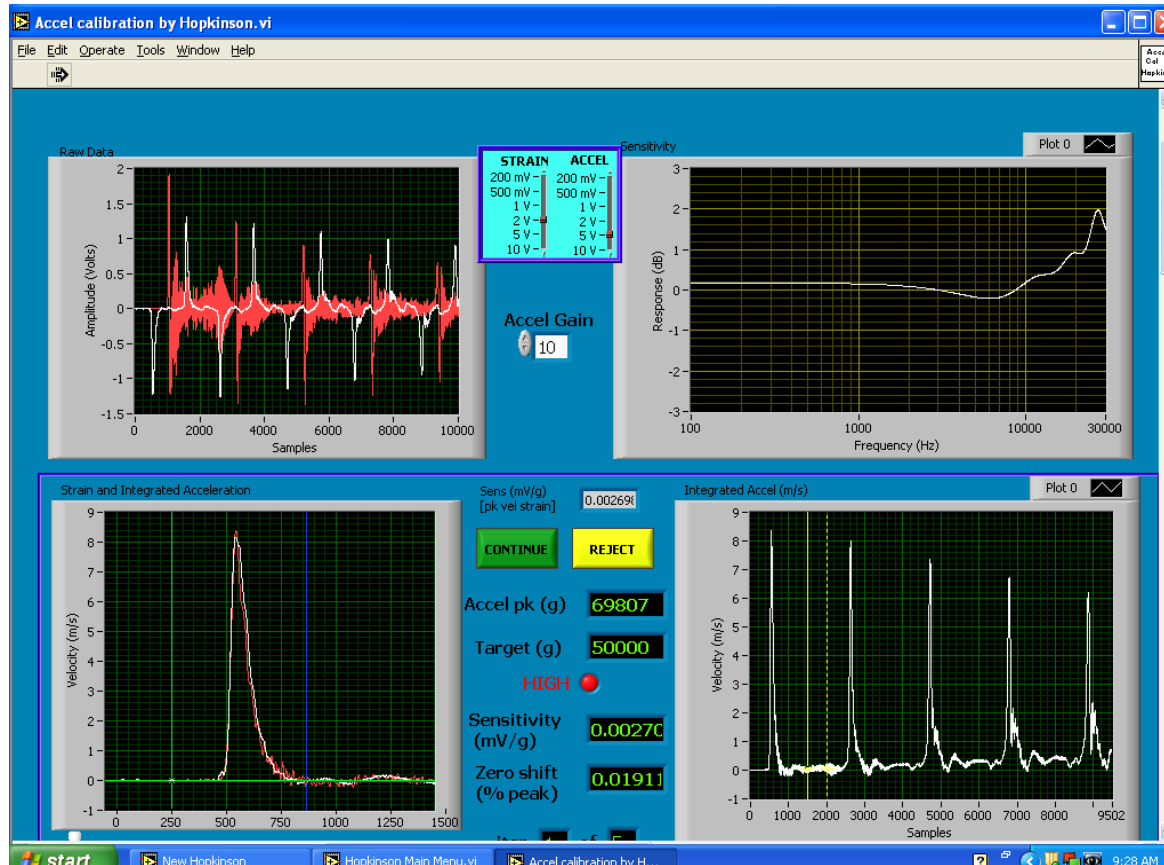 Accel calibration by Hopkinson.vi
File Edit Operate Tools Window Help
Acce
Cal
Hopkin
Raw Data
2
1.5
1
0.5
0
-0.5
-1
-1.5
Amplitude (Volts)
0 2000 4000 6000 8000 10000
Samples
STRAIN ACCEL
200 mV 200 mV
500 mV 500 mV
1 V 1 V
2 V 2 V
5 V 5 V
10 V 10 V
Accel Gain
10
Sensitivity
Plot 0
3
2
1
0
-1
-2
-3
Response (dB)
100 1000 10000 30000
Frequency (Hz)
Strain and Integrated Acceleration
9
8
7
6
5
4
3
2
1
0
-1
Velocity (m/s)
0 250 500 750 1000 1250 1500
Sens (mV/g)
[pk vel strain]
0.002698
CONTINUE REJECT
Accel pk (g) 69807
Target (g) 50000
HIGH
Sensitivity
(mV/g)
0.00270
Zero shift
(% peak)
0.01911
of
Integrated Accel (m/s)
Plot 0
9
8
7
6
5
4
3
2
1
0
-1
Velocity (m/s)
0 1000 2000 3000 4000 5000 6000 7000 8000 9502
Samples
start
New Hopkinson
Hopkinson Main Menu.vi
Accel calibration by H...
9:28 AM